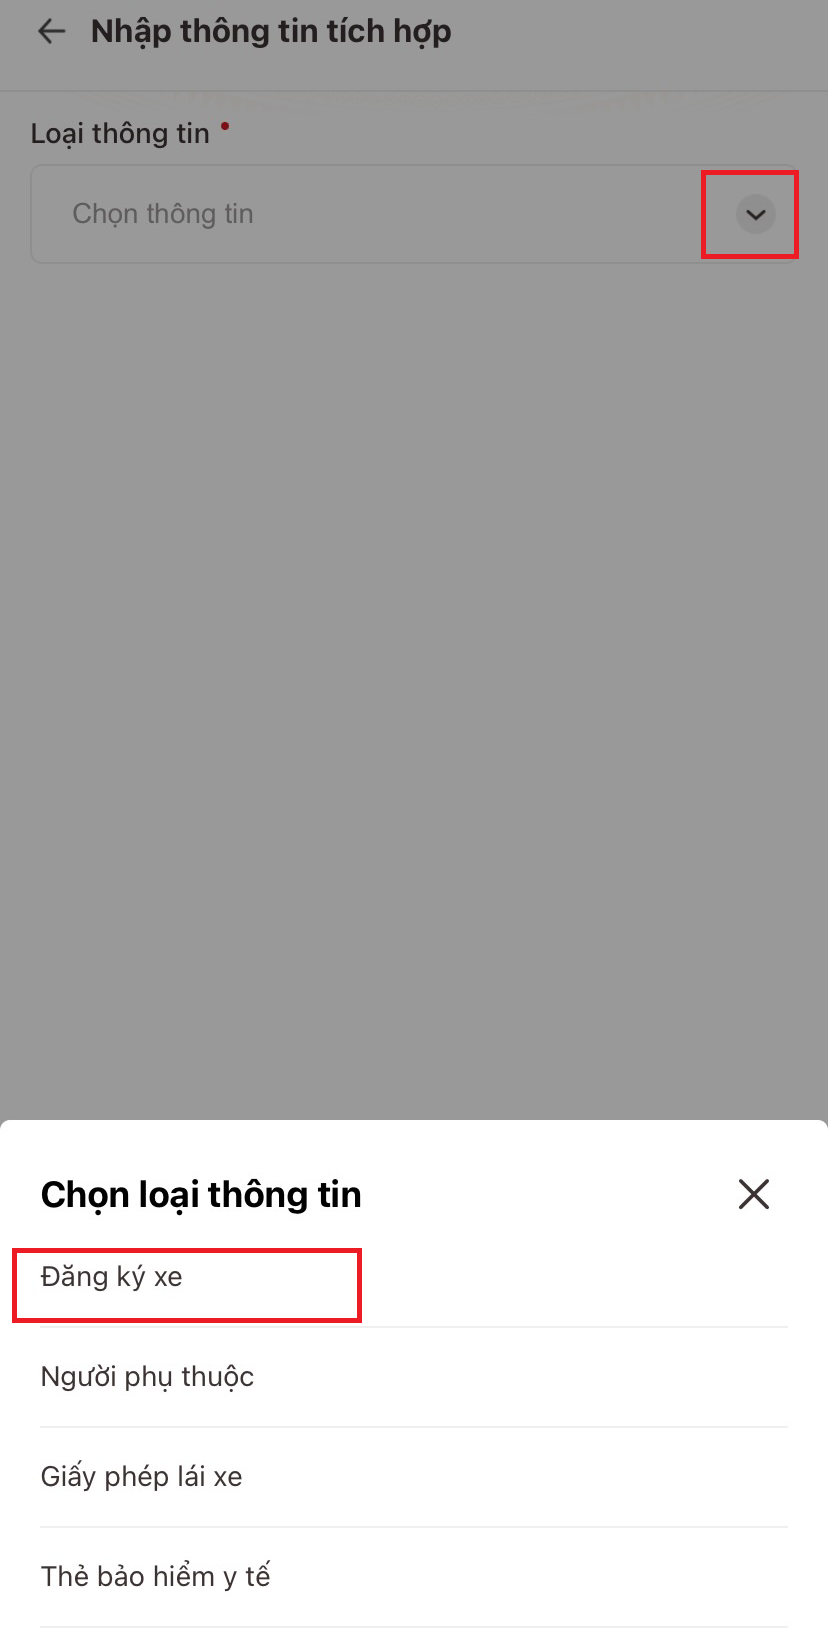 Nhập thông tin tích hợp
Loại thông tin
Chọn thông tin
Chọn loại thông tin
Đăng ký xe
Người phụ thuộc
Giấy phép lái xe
Thẻ bảo hiểm y tế